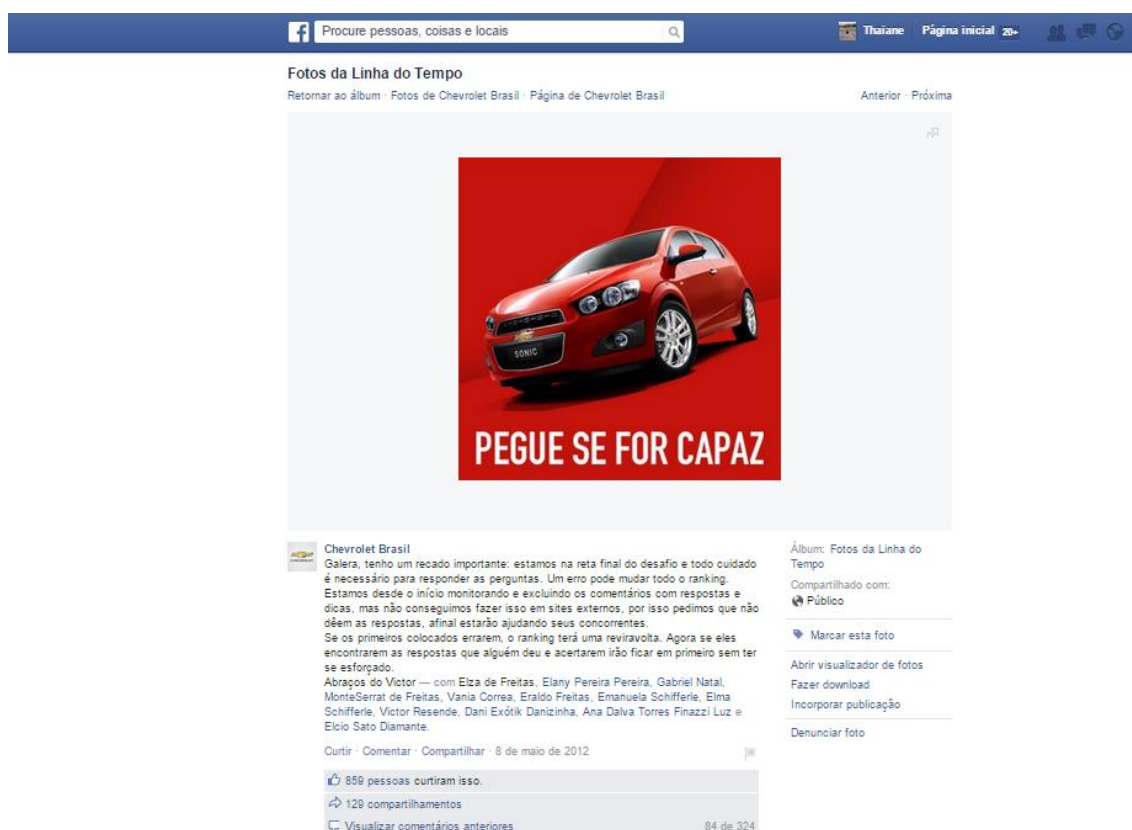 Procure pessoas, coisas e locais
Thaiane Página inicial 20+
Fotos da Linha do Tempo
Retornar ao álbum · Fotos de Chevrolet Brasil · Página de Chevrolet Brasil
Anterior · Próxima
SONIC
PEGUE SE FOR CAPAZ
Chevrolet Brasil
Galera, tenho um recado importante: estamos na reta final do desafio e todo cuidado
é necessário para responder as perguntas. Um erro pode mudar todo o ranking.
Estamos desde o início monitorando e excluindo os comentários com respostas e
dicas, mas não conseguimos fazer isso em sites externos, por isso pedimos que não
dêem as respostas, afinal estarão ajudando seus concorrentes.
Se os primeiros colocados errarem, o ranking terá uma reviravolta. Agora se eles
encontrarem as respostas que alguém deu e acertarem irão ficar em primeiro sem ter
se esforçado.
Abraços do Victor — com Elza de Freitas, Elany Pereira Pereira, Gabriel Natal,
MonteSerrat de Freitas, Vania Correa, Eraldo Freitas, Emanuela Schifferle, Elma
Schifferle, Victor Resende, Dani Exótik Danizinha, Ana Dalva Torres Finazzi Luz e
Elcio Sato Diamante.
Curtir · Comentar · Compartilhar · 8 de maio de 2012
859 pessoas curtiram isso.
129 compartilhamentos
Visualizar comentários anteriores
84 de 324
Álbum: Fotos da Linha do
Tempo
Compartilhado com:
Público
Marcar esta foto
Abrir visualizador de fotos
Fazer download
Incorporar publicação
Denunciar foto